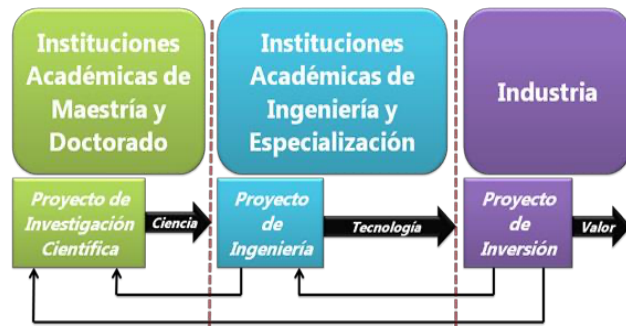 Instituciones
Académicas de
Maestría y
Doctorado
Instituciones
Académicas de
Ingeniería y
Especialización
Industria
Proyecto de
Investigación
Científica
Ciencia
Proyecto
de
Ingeniería
Tecnología
Proyecto
de
Inversión
Valor